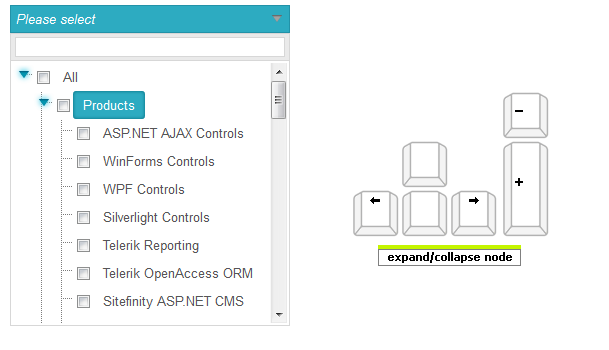 Please select
All
Products
ASP.NET AJAX Controls
WinForms Controls
WPF Controls
Silverlight Controls
Telerik Reporting
Telerik OpenAccess ORM
Sitefinity ASP.NET CMS
−
+
← →
expand/collapse node